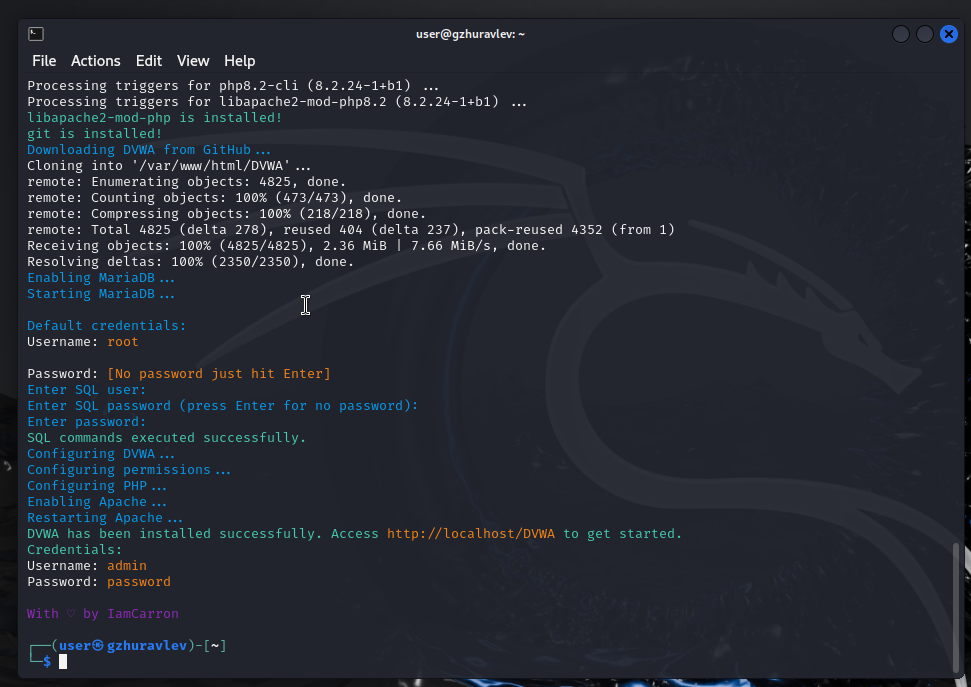 user@gzhuravlev: ~
File Actions Edit View Help
Processing triggers for php8.2-cli (8.2.24-1+b1) ...
Processing triggers for libapache2-mod-php8.2 (8.2.24-1+b1) ...
libapache2-mod-php is installed!
git is installed!
Downloading DVWA from GitHub...
Cloning into '/var/www/html/DVWA'...
remote: Enumerating objects: 4825, done.
remote: Counting objects: 100% (473/473), done.
remote: Compressing objects: 100% (218/218), done.
remote: Total 4825 (delta 278), reused 404 (delta 237), pack-reused 4352 (from 1)
Receiving objects: 100% (4825/4825), 2.36 MiB | 7.66 MiB/s, done.
Resolving deltas: 100% (2350/2350), done.
Enabling MariaDB...
Starting MariaDB...
Default credentials:
Username: root
Password: [No password just hit Enter]
Enter SQL user:
Enter SQL password (press Enter for no password):
Enter password:
SQL commands executed successfully.
Configuring DVWA...
Configuring permissions...
Configuring PHP...
Enabling Apache...
Restarting Apache...
DVWA has been installed successfully. Access http://localhost/DVWA to get started.
Credentials:
Username: admin
Password: password
With ♡ by IamCarron
┌──(user㉿gzhuravlev)-[~]
└─$